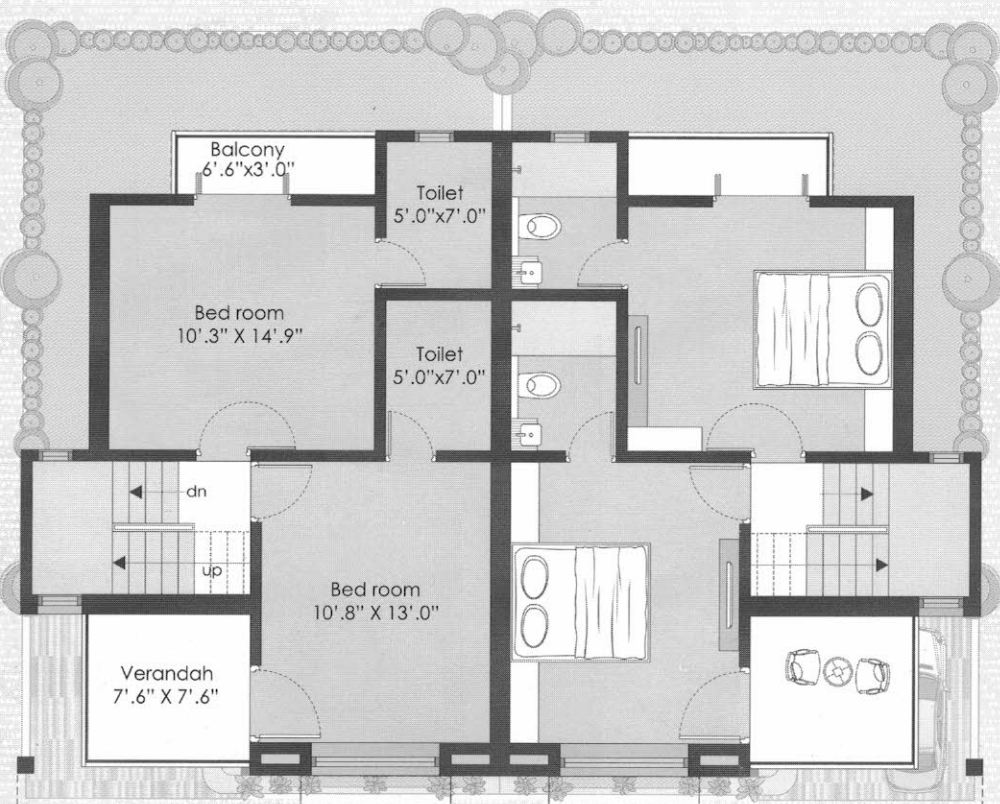 Balcony
6'.6"x3'.0"
Toilet
5'.0"x7'.0"
Bed room
10'.3" X 14'.9"
Toilet
5'.0"x7'.0"
dn
up
Bed room
10'.8" X 13'.0"
Verandah
7'.6" X 7'.6"